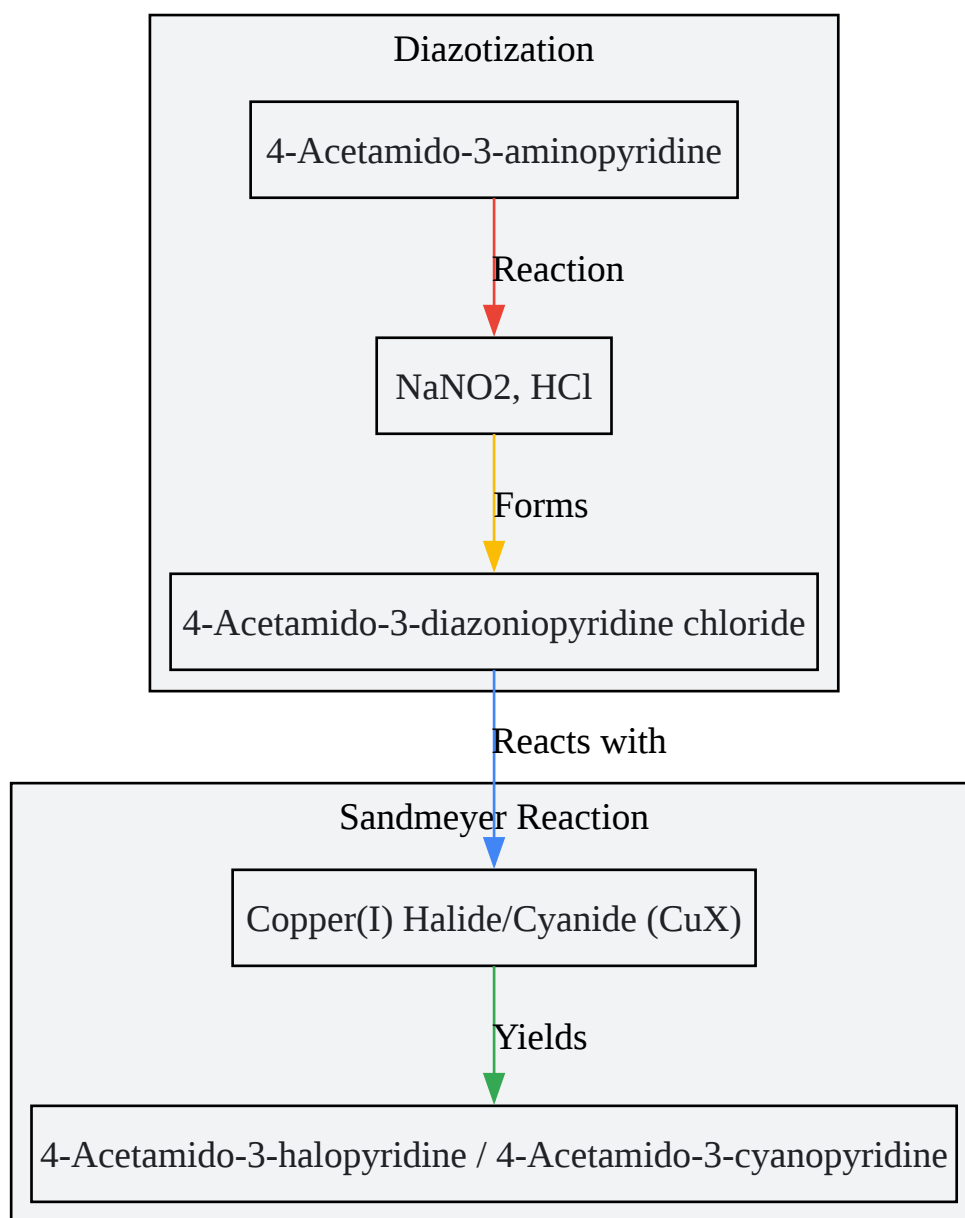 Diazotization
4-Acetamido-3-aminopyridine
Reaction
NaNO2, HCl
Forms
4-Acetamido-3-diazoniopyridine chloride
Reacts with
Sandmeyer Reaction
Copper(I) Halide/Cyanide (CuX)
Yields
4-Acetamido-3-halopyridine / 4-Acetamido-3-cyanopyridine